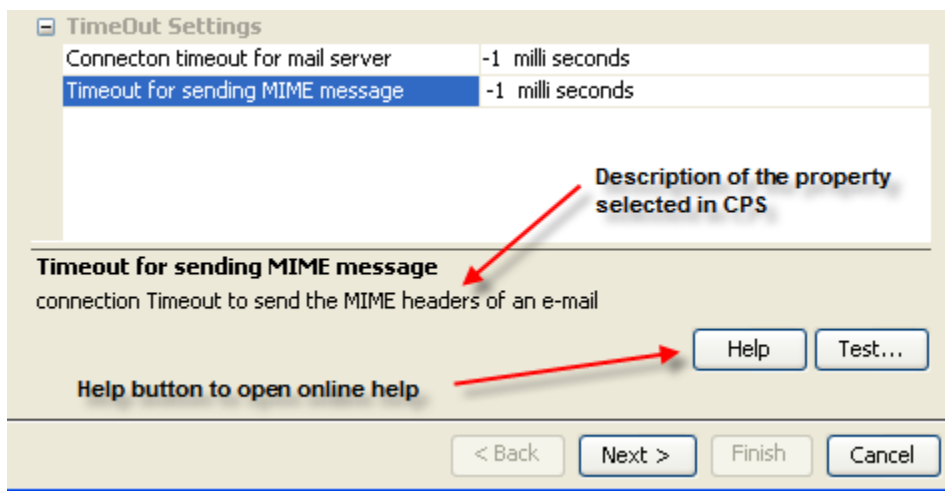 TimeOut Settings
Connecton timeout for mail server -1 milli seconds
Timeout for sending MIME message -1 milli seconds
Description of the property
selected in CPS
Timeout for sending MIME message
connection Timeout to send the MIME headers of an e-mail
Help Test...
Help button to open online help
< Back Next > Finish Cancel